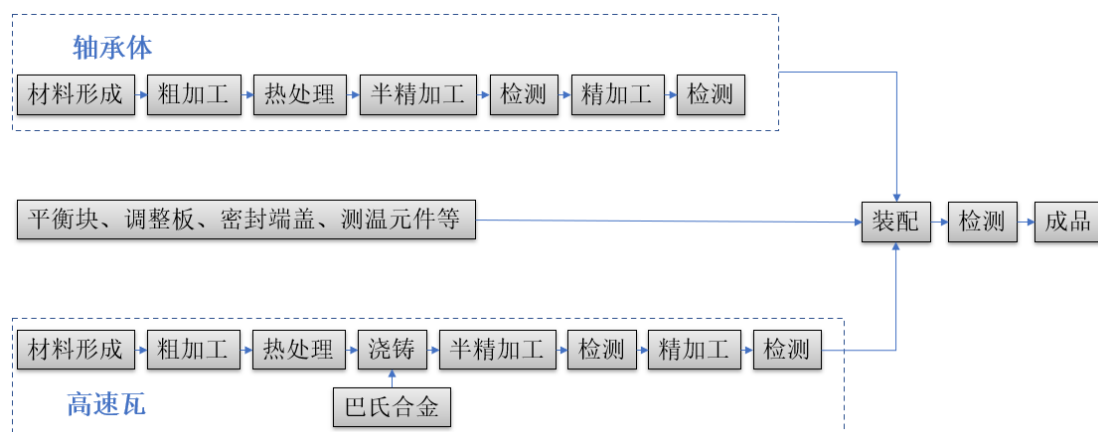 轴承体
材料形成 粗加工 热处理 半精加工 检测 精加工 检测
平衡块、调整板、密封端盖、测温元件等 装配 检测 成品
材料形成 粗加工 热处理 浇铸 半精加工 检测 精加工 检测
高速瓦 巴氏合金